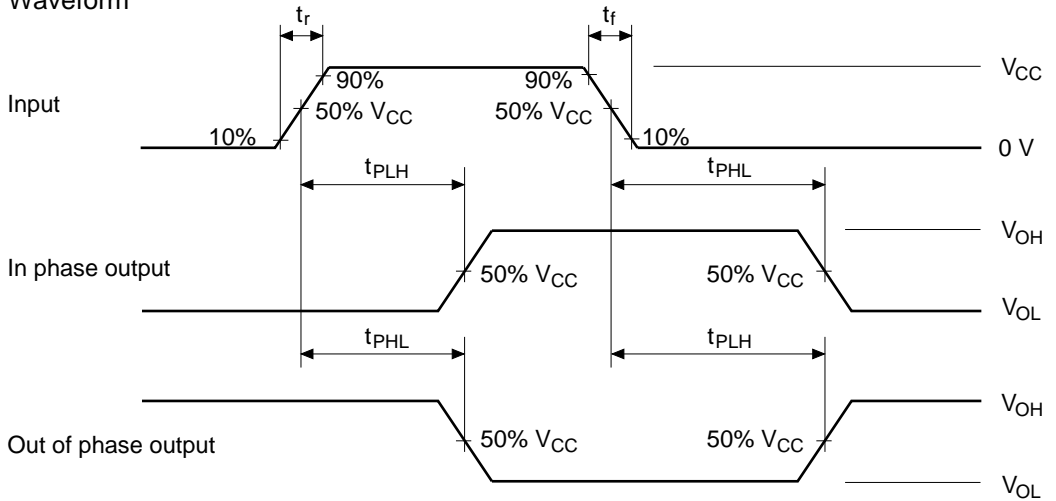 Waveform
tr
tf
VCC
90%
90%
Input
50% VCC
50% VCC
10%
10%
0 V
tPLH
tPHL
VOH
In phase output
50% VCC
50% VCC
VOL
tPHL
tPLH
VOH
Out of phase output
50% VCC
50% VCC
VOL